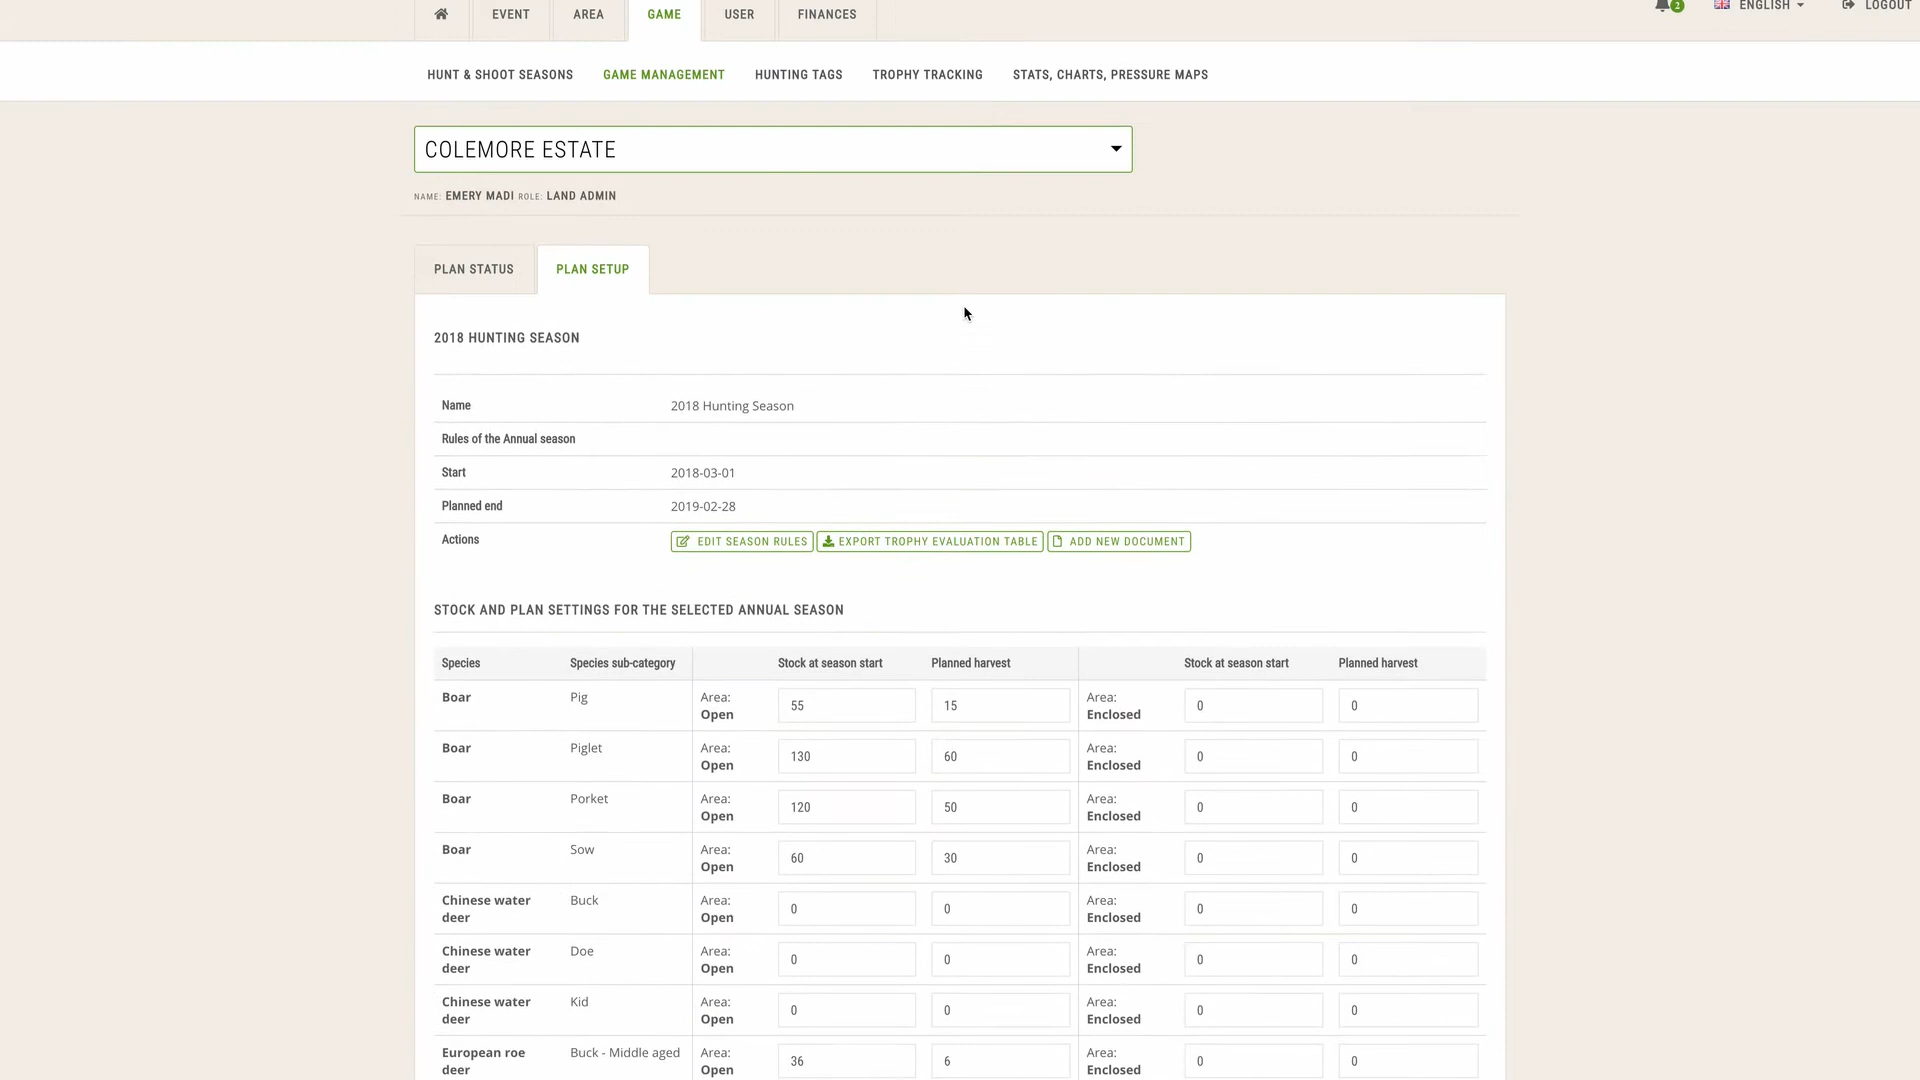 EVENT AREA GAME USER FINANCES
2 ENGLISH LOGOUT
HUNT & SHOOT SEASONS GAME MANAGEMENT HUNTING TAGS TROPHY TRACKING STATS, CHARTS, PRESSURE MAPS
COLEMORE ESTATE
NAME: EMERY MADI ROLE: LAND ADMIN
PLAN STATUS PLAN SETUP
2018 HUNTING SEASON
Name 2018 Hunting Season
Rules of the Annual season
Start 2018-03-01
Planned end 2019-02-28
Actions EDIT SEASON RULES EXPORT TROPHY EVALUATION TABLE ADD NEW DOCUMENT
STOCK AND PLAN SETTINGS FOR THE SELECTED ANNUAL SEASON
Species Species sub-category Stock at season start Planned harvest Stock at season start Planned harvest
Boar Pig Area: Open 55 15 Area: Enclosed 0 0
Boar Piglet Area: Open 130 60 Area: Enclosed 0 0
Boar Porket Area: Open 120 50 Area: Enclosed 0 0
Boar Sow Area: Open 60 30 Area: Enclosed 0 0
Chinese water deer Buck Area: Open 0 0 Area: Enclosed 0 0
Chinese water deer Doe Area: Open 0 0 Area: Enclosed 0 0
Chinese water deer Kid Area: Open 0 0 Area: Enclosed 0 0
European roe deer Buck - Middle aged Area: Open 36 6 Area: Enclosed 0 0